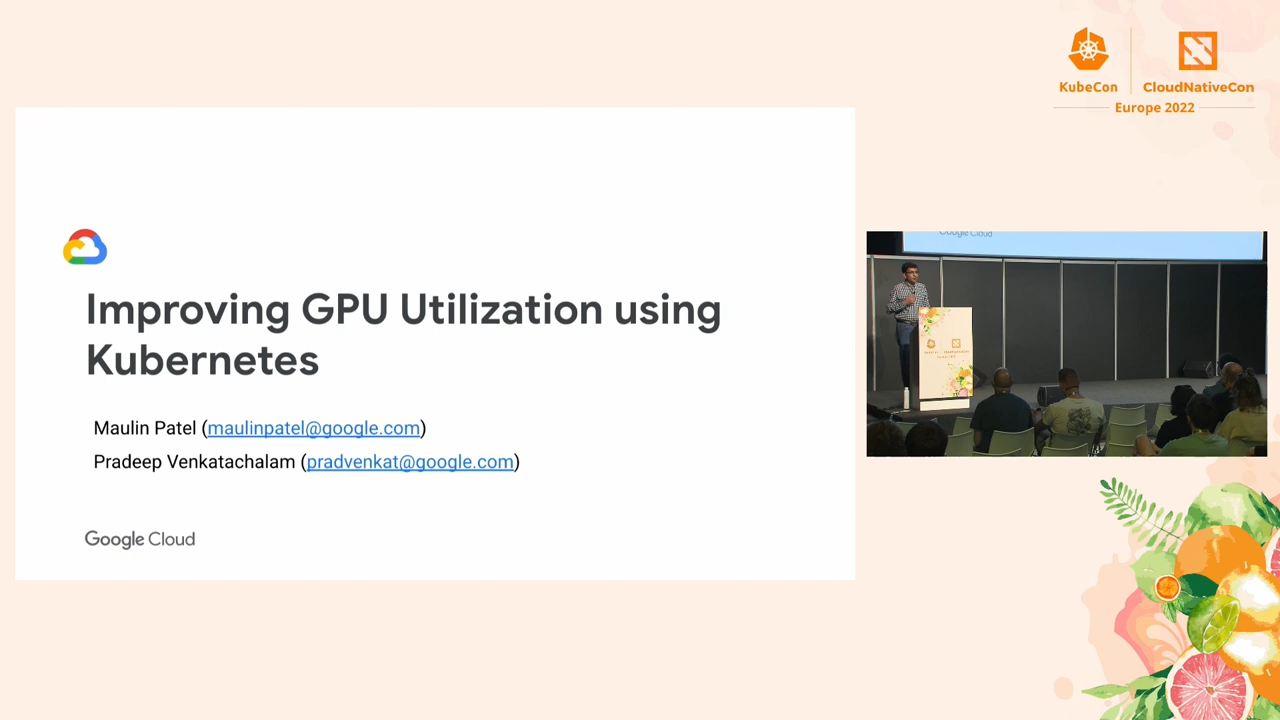 KubeCon
CloudNativeCon
Europe 2022
Improving GPU Utilization using
Kubernetes
Maulin Patel (maulinpatel@google.com)
Pradeep Venkatachalam (pradvenkat@google.com)
Google Cloud
Google Cloud